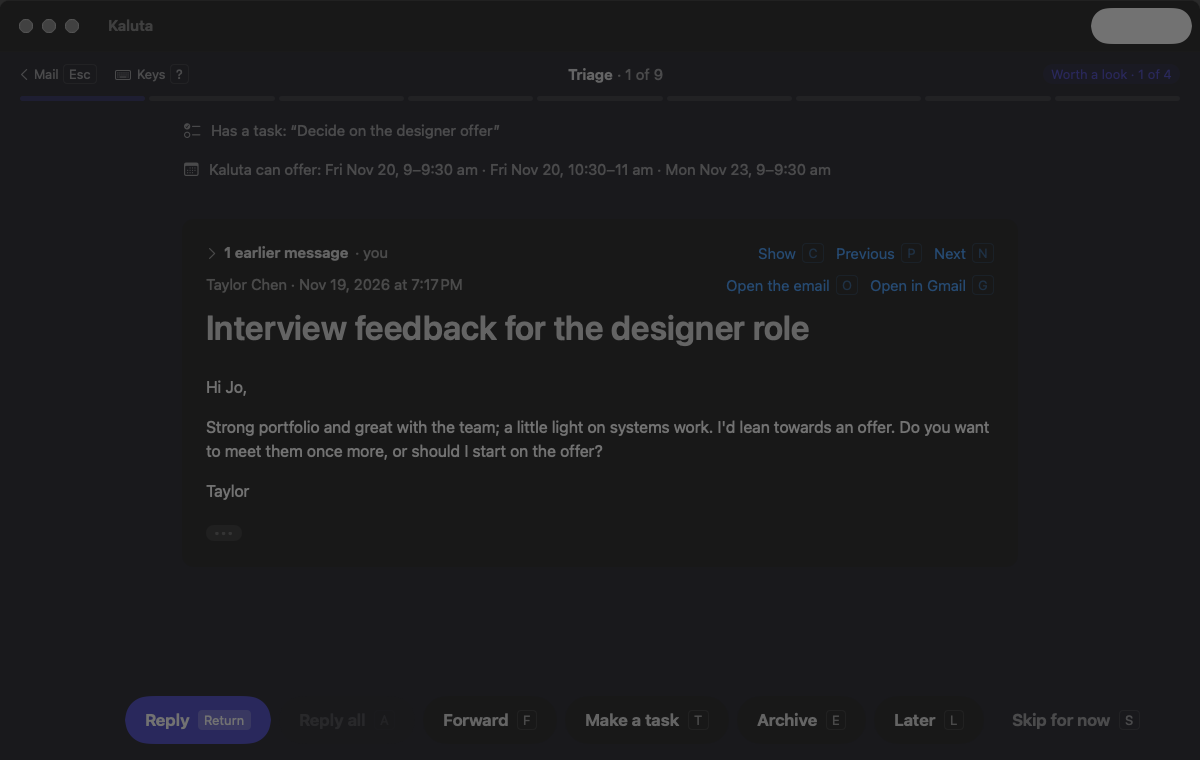 Kaluta
Mail Esc Keys ? Triage · 1 of 9 Worth a look · 1 of 4
Has a task: “Decide on the designer offer”
Kaluta can offer: Fri Nov 20, 9–9:30 am · Fri Nov 20, 10:30–11 am · Mon Nov 23, 9–9:30 am
1 earlier message · you Show C Previous P Next N
Taylor Chen · Nov 19, 2026 at 7:17 PM Open the email O Open in Gmail G
Interview feedback for the designer role
Hi Jo,
Strong portfolio and great with the team; a little light on systems work. I'd lean towards an offer. Do you want
to meet them once more, or should I start on the offer?
Taylor
Reply Return Reply all A Forward F Make a task T Archive E Later L Skip for now S